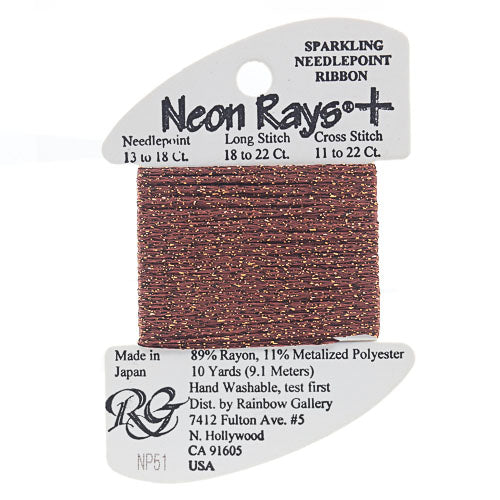 SPARKLING
NEEDLEPOINT
RIBBON
Neon Rays®+
Needlepoint Long Stitch Cross Stitch
13 to 18 Ct. 18 to 22 Ct. 11 to 22 Ct.
Made in
Japan
RG
NP51
89% Rayon, 11% Metalized Polyester
10 Yards (9.1 Meters)
Hand Washable, test first
Dist. by Rainbow Gallery
7412 Fulton Ave. #5
N. Hollywood
CA 91605
USA